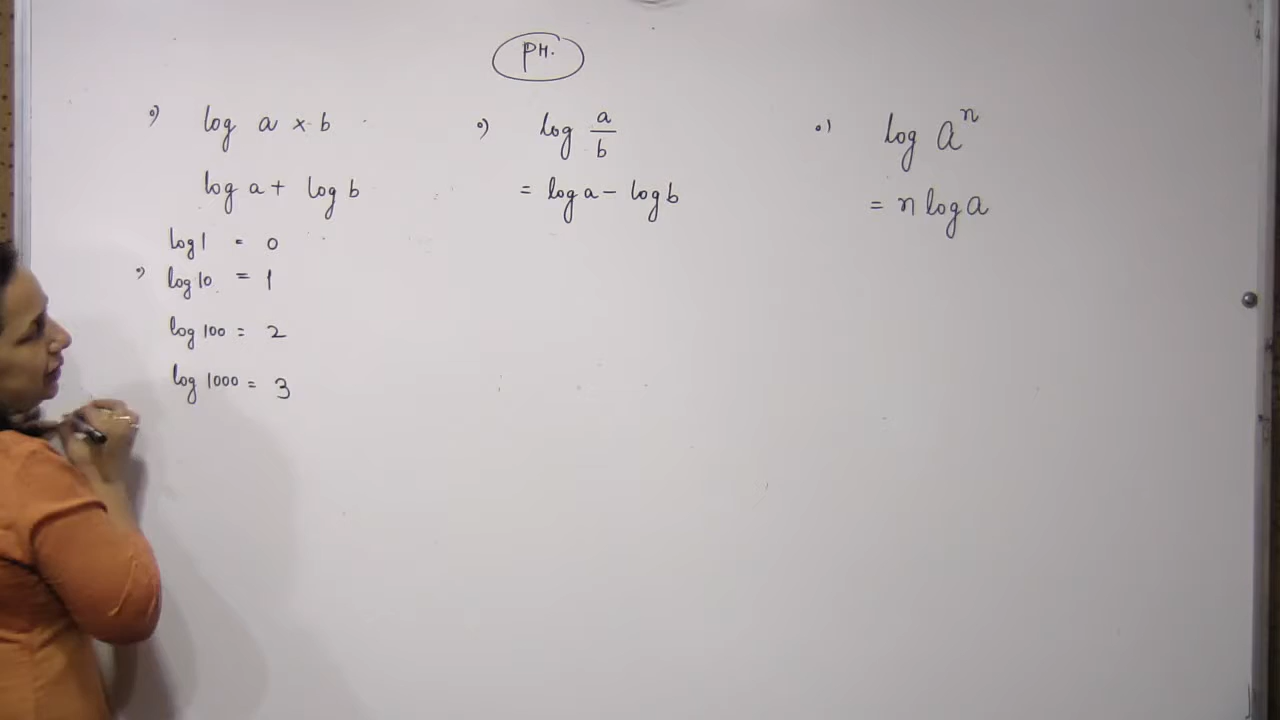 PH.
•) log a × b
log a + log b
log 1 = 0
•) log 10 = 1
log 100 = 2
log 1000 = 3
•) log a/b
= log a - log b
•) log a^n
= n log a